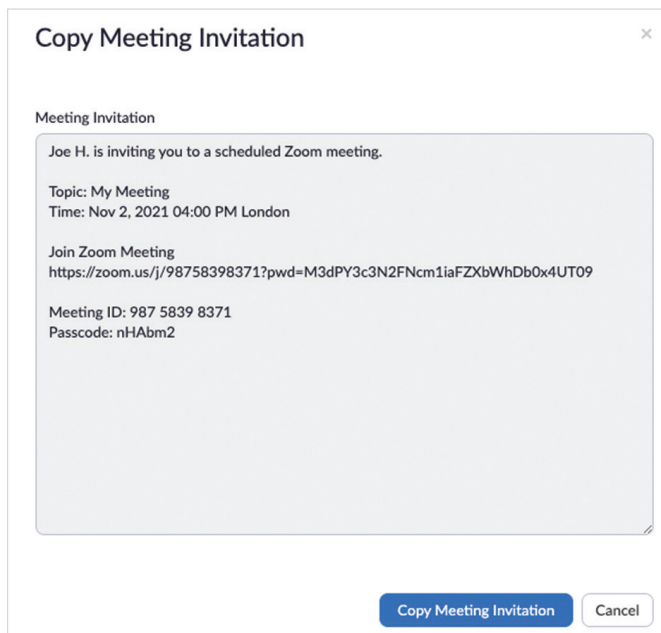 Copy Meeting Invitation
Meeting Invitation
Joe H. is inviting you to a scheduled Zoom meeting.
Topic: My Meeting
Time: Nov 2, 2021 04:00 PM London
Join Zoom Meeting
https://zoom.us/j/98758398371?pwd=M3dPY3c3N2FNcm1iaFZXbWhDb0x4UT09
Meeting ID: 987 5839 8371
Passcode: nHAbm2
Copy Meeting Invitation
Cancel